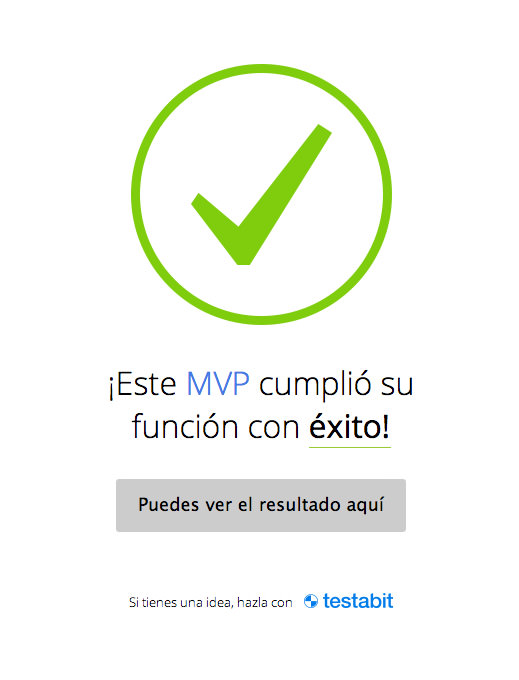 ¡Este MVP cumplió su
función con éxito!
Puedes ver el resultado aquí
Si tienes una idea, hazla con testabit